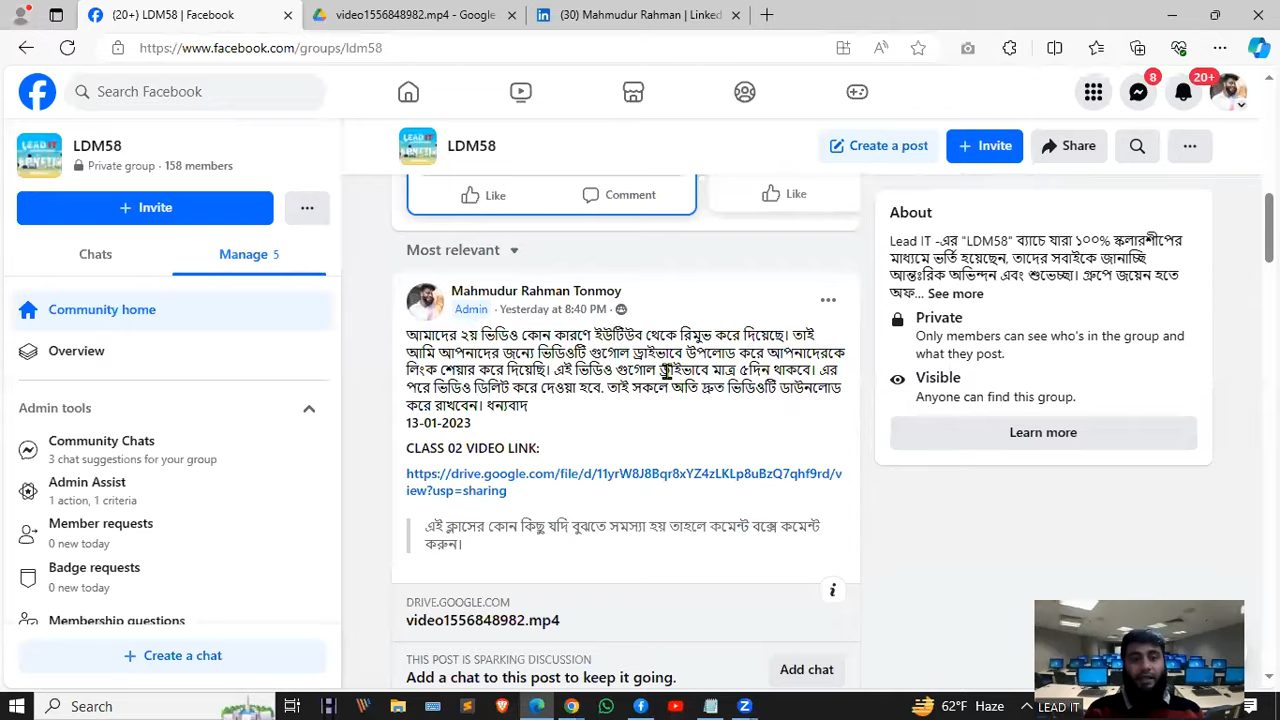 (20+) LDM58 | Facebook
video1556848982.mp4 - Google
(30) Mahmudur Rahman | Linked
https://www.facebook.com/groups/ldm58
Search Facebook
8
20+
LDM58
Private group · 158 members
Invite
Chats
Manage 5
Community home
Overview
Admin tools
Community Chats
3 chat suggestions for your group
Admin Assist
1 action, 1 criteria
Member requests
0 new today
Badge requests
0 new today
Membership questions
Create a chat
LDM58
Create a post
Invite
Share
Like
Comment
Like
Most relevant
Mahmudur Rahman Tonmoy
Admin · Yesterday at 8:40 PM ·
আমাদের ২য় ভিডিও কোন কারণে ইউটিউব থেকে রিমুভ করে দিয়েছে। তাই
আমি আপনাদের জন্যে ভিডিওটি গুগোল ড্রাইভাবে উপলোড করে আপনাদেরকে
লিংক শেয়ার করে দিয়েছি। এই ভিডিও গুগোল ড্রাইভাবে মাত্র ৫দিন থাকবে। এর
পরে ভিডিও ডিলিট করে দেওয়া হবে. তাই সকলে অতি দ্রুত ভিডিওটি ডাউনলোড
করে রাখবেন। ধন্যবাদ
13-01-2023
CLASS 02 VIDEO LINK:
https://drive.google.com/file/d/11yrW8J8Bqr8xYZ4zLKLp8uBzQ7qhf9rd/v
iew?usp=sharing
এই ক্লাসের কোন কিছু যদি বুঝতে সমস্যা হয় তাহলে কমেন্ট বক্সে কমেন্ট
করুন।
DRIVE.GOOGLE.COM
video1556848982.mp4
THIS POST IS SPARKING DISCUSSION
Add a chat to this post to keep it going.
Add chat
About
Lead IT -এর "LDM58" ব্যাচে যারা ১০০% স্কলারশীপের
মাধ্যমে ভর্তি হয়েছেন, তাদের সবাইকে জানাচ্ছি
আন্তঃরিক অভিনন্দন এবং শুভেচ্ছা। গ্রুপে জয়েন হতে
অফ... See more
Private
Only members can see who's in the group and
what they post.
Visible
Anyone can find this group.
Learn more
Search
62°F Haze
LEAD IT